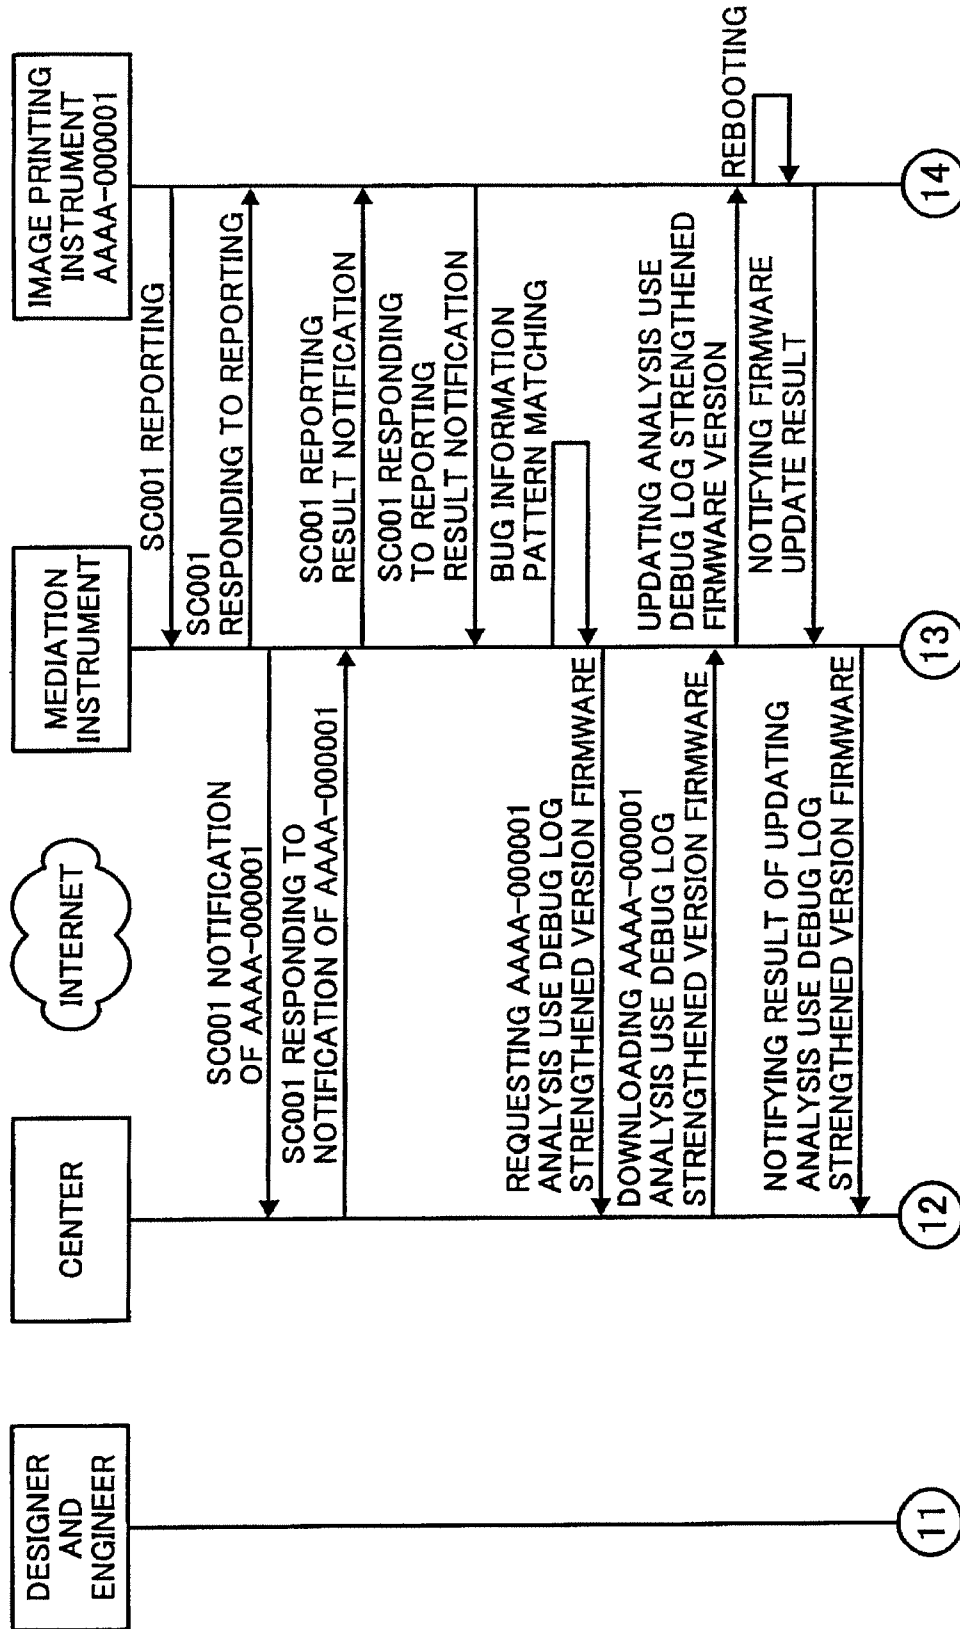 DESIGNER
AND
ENGINEER
CENTER
INTERNET
MEDIATION
INSTRUMENT
IMAGE PRINTING
INSTRUMENT
AAAA-000001
SC001 REPORTING
SC001
RESPONDING TO REPORTING
SC001 NOTIFICATION
OF AAAA-000001
SC001 RESPONDING TO
NOTIFICATION OF AAAA-000001
SC001 REPORTING
RESULT NOTIFICATION
SC001 RESPONDING
TO REPORTING
RESULT NOTIFICATION
BUG INFORMATION
PATTERN MATCHING
REQUESTING AAAA-000001
ANALYSIS USE DEBUG LOG
STRENGTHENED VERSION FIRMWARE
DOWNLOADING AAAA-000001
ANALYSIS USE DEBUG LOG
STRENGTHENED VERSION FIRMWARE
UPDATING ANALYSIS USE
DEBUG LOG STRENGTHENED
FIRMWARE VERSION
REBOOTING
NOTIFYING FIRMWARE
UPDATE RESULT
NOTIFYING RESULT OF UPDATING
ANALYSIS USE DEBUG LOG
STRENGTHENED VERSION FIRMWARE
11
12
13
14